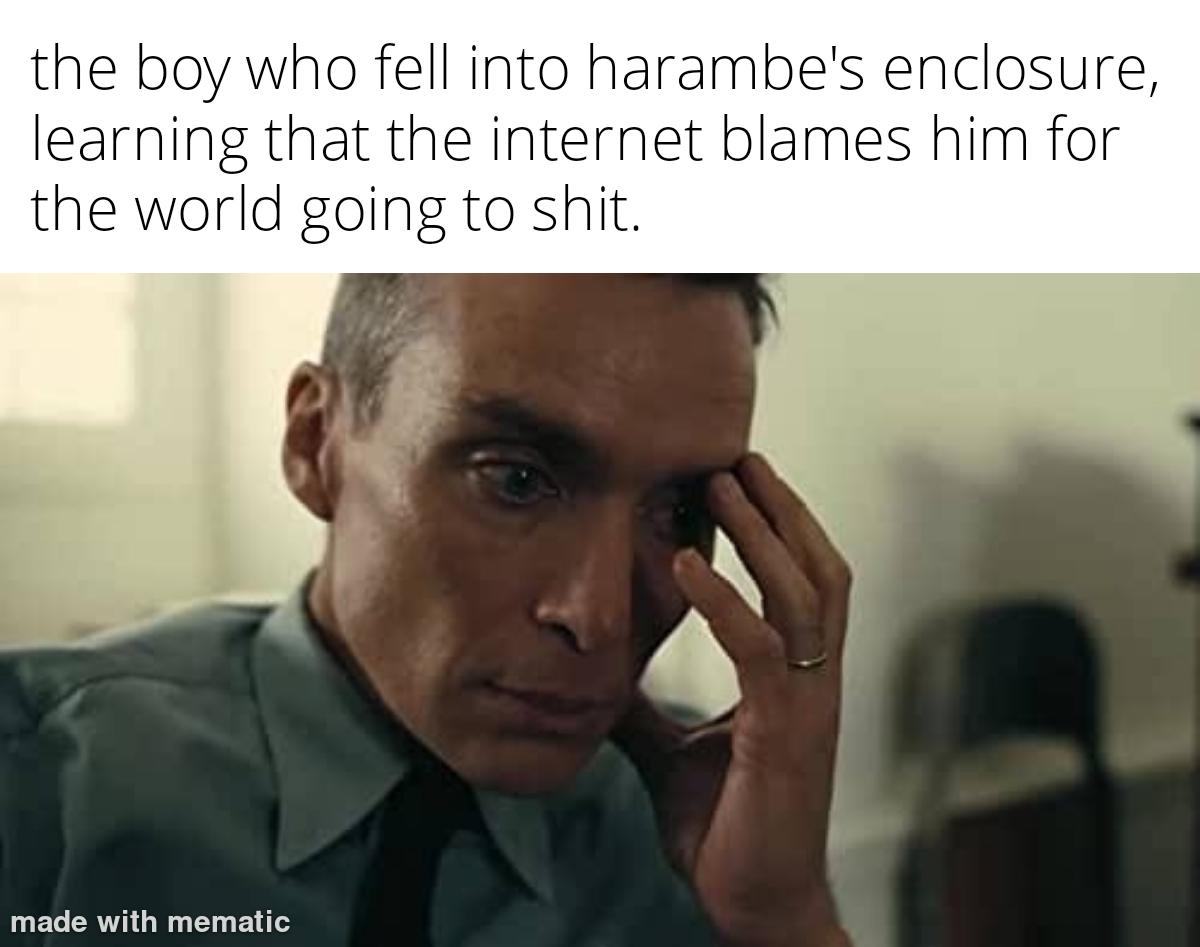 the boy who fell into harambe's enclosure,
learning that the internet blames him for
the world going to shit.
made with mematic